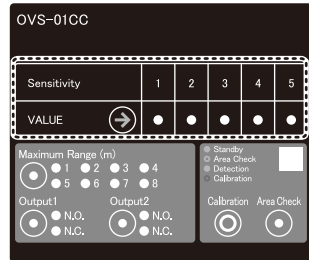 OVS-01CC
Sensitivity 1 2 3 4 5
VALUE
Maximum Range (m)
1 2 3 4
5 6 7 8
Standby
Area Check
Detection
Calibration
Output1 Output2
N.O. N.O.
N.C. N.C.
Calibration Area Check